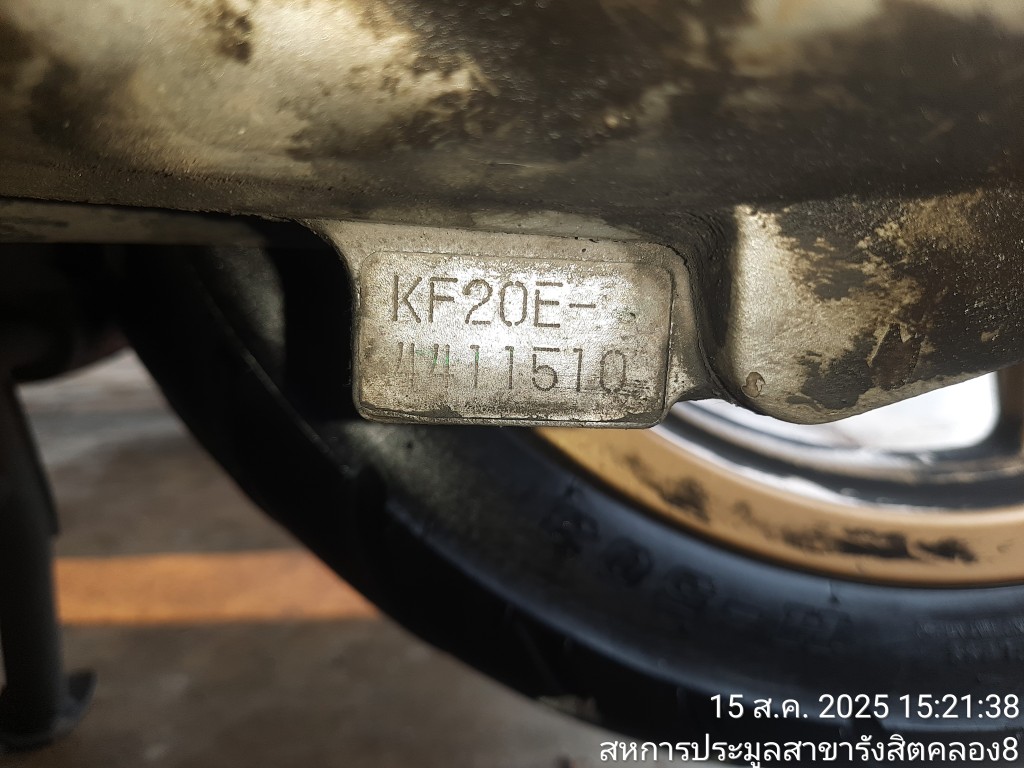 KF20E-
4411510
15 ส.ค. 2025 15:21:38
สหการประมูลสาขารังสิตคลอง8